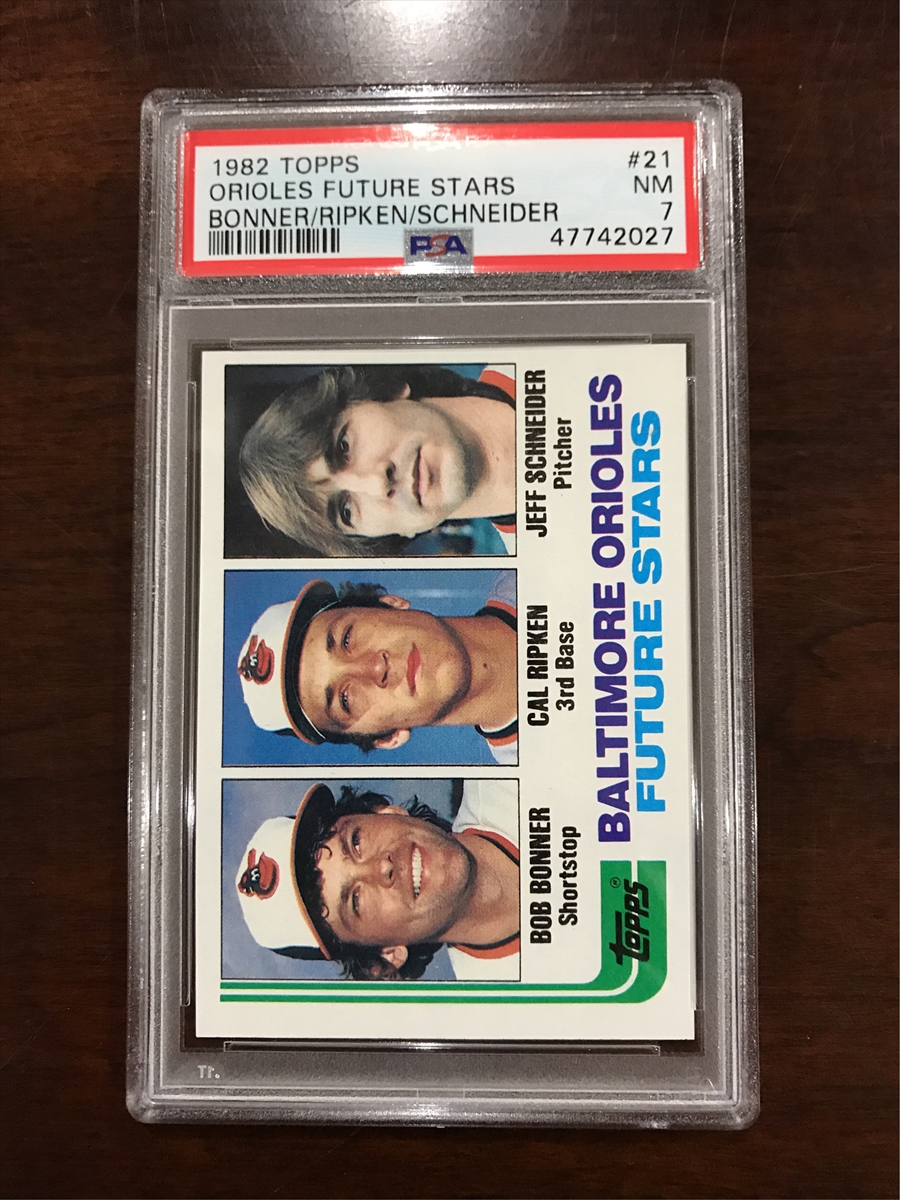 1982 TOPPS #21
ORIOLES FUTURE STARS NM
BONNER/RIPKEN/SCHNEIDER 7
PSA 47742027
BOB BONNER
Shortstop
CAL RIPKEN
3rd Base
JEFF SCHNEIDER
Pitcher
BALTIMORE ORIOLES
FUTURE STARS
TOPPS®